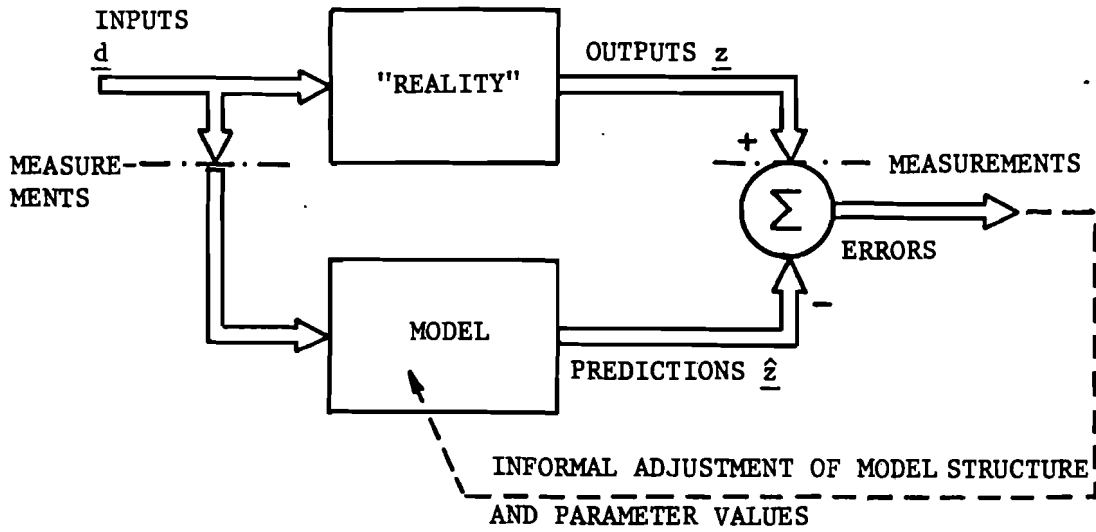 INPUTS
d
"REALITY"
OUTPUTS z
MEASURE-
MENTS
+
MEASUREMENTS
Σ
ERRORS
-
MODEL
PREDICTIONS ẑ
INFORMAL ADJUSTMENT OF MODEL STRUCTURE
AND PARAMETER VALUES